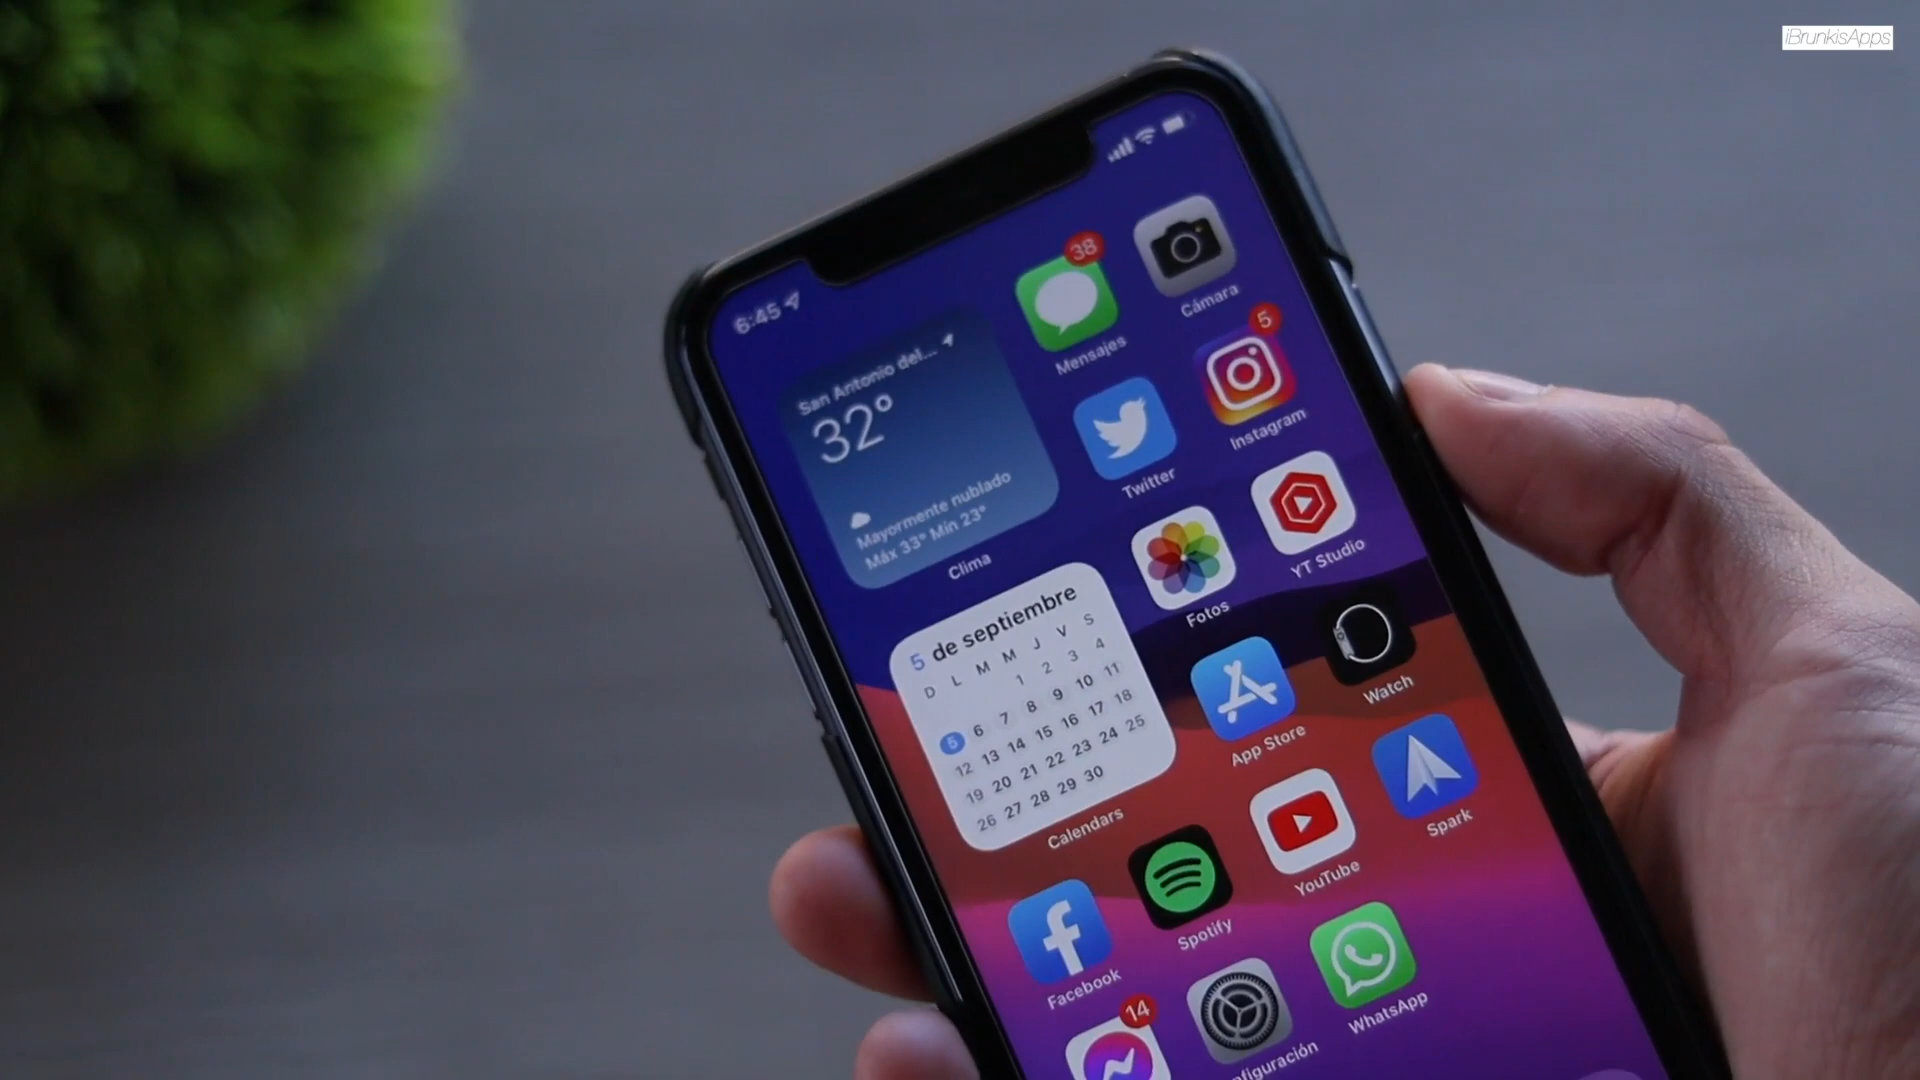 iBrunkisApps
6:45
38
Mensajes
Cámara
San Antonio del...
32°
Mayormente nublado
Máx 33° Mín 23°
Clima
Twitter
5
Instagram
Fotos
YT Studio
5 de septiembre
D L M M J V S
1 2 3 4
5 6 7 8 9 10 11
12 13 14 15 16 17 18
19 20 21 22 23 24 25
26 27 28 29 30
Calendars
App Store
Watch
Facebook
Spotify
YouTube
Spark
14
nfiguración
WhatsApp